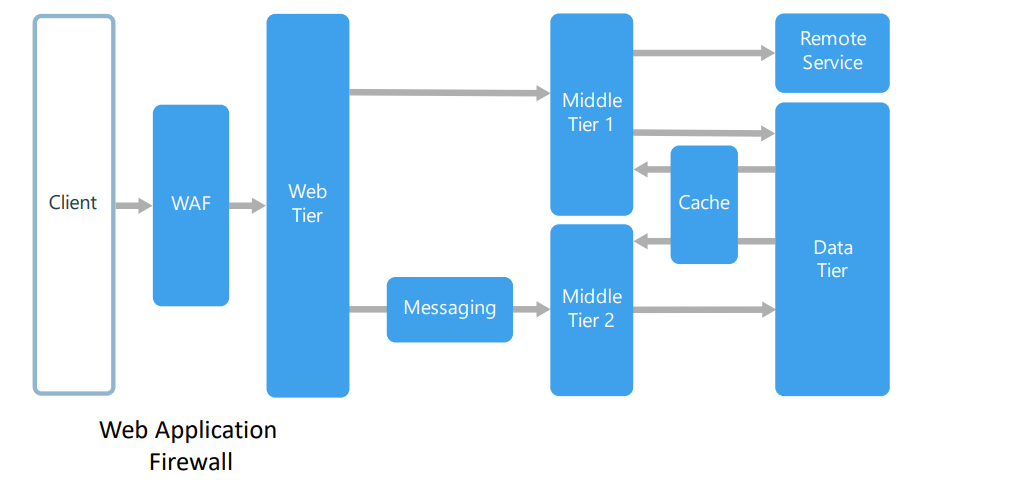 Client
WAF
Web
Tier
Messaging
Middle
Tier 1
Middle
Tier 2
Cache
Remote
Service
Data
Tier
Web Application
Firewall